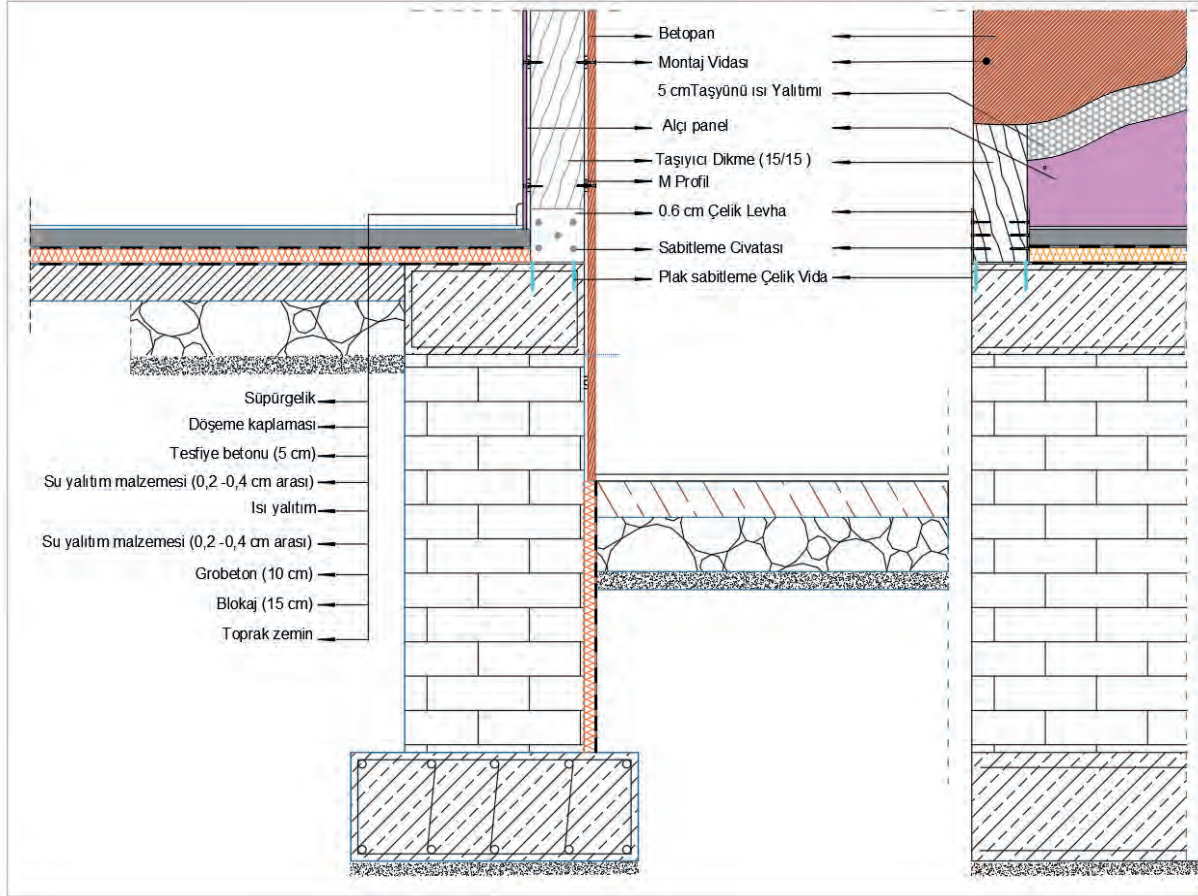 Betopan
Montaj Vidası
5 cmTaşyünü ısı Yalıtımı
Alçı panel
Taşıyıcı Dikme (15/15 )
M Profil
0.6 cm Çelik Levha
Sabitleme Civatası
Plak sabitleme Çelik Vida
Süpürgelik
Döşeme kaplaması
Tesfiye betonu (5 cm)
Su yalıtım malzemesi (0,2 -0,4 cm arası)
Isı yalıtım
Su yalıtım malzemesi (0,2 -0,4 cm arası)
Grobeton (10 cm)
Blokaj (15 cm)
Toprak zemin